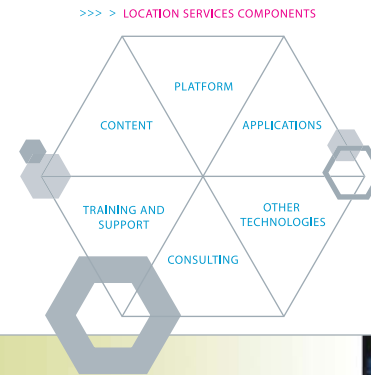 >>> > LOCATION SERVICES COMPONENTS
PLATFORM
CONTENT
APPLICATIONS
TRAINING AND
SUPPORT
OTHER
TECHNOLOGIES
CONSULTING